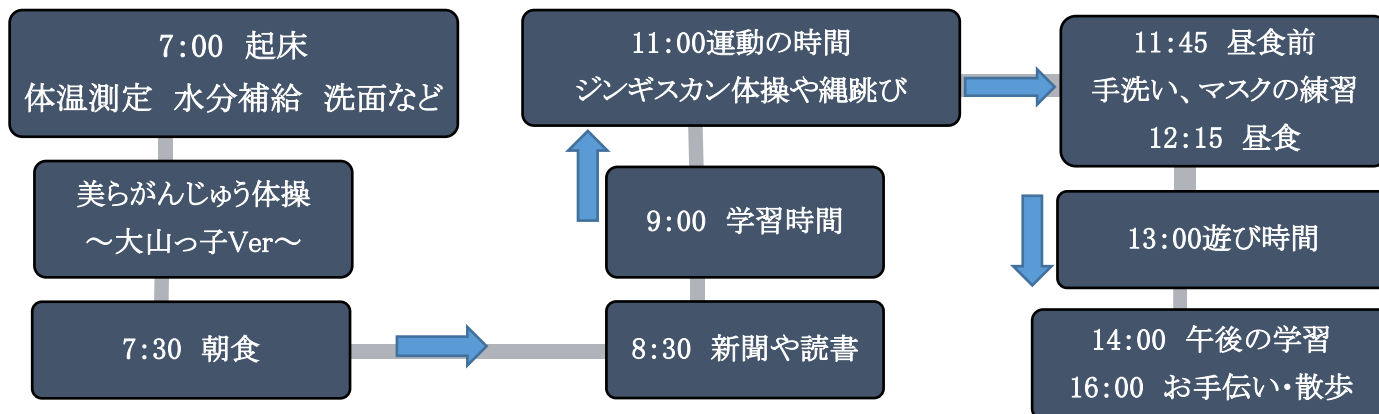 7:00 起床
体温測定 水分補給 洗面など
美らがんじゅう体操
～大山っ子Ver～
7:30 朝食
8:30 新聞や読書
9:00 学習時間
11:00運動の時間
ジンギスカン体操や縄跳び
11:45 昼食前
手洗い、マスクの練習
12:15 昼食
13:00遊び時間
14:00 午後の学習
16:00 お手伝い・散歩